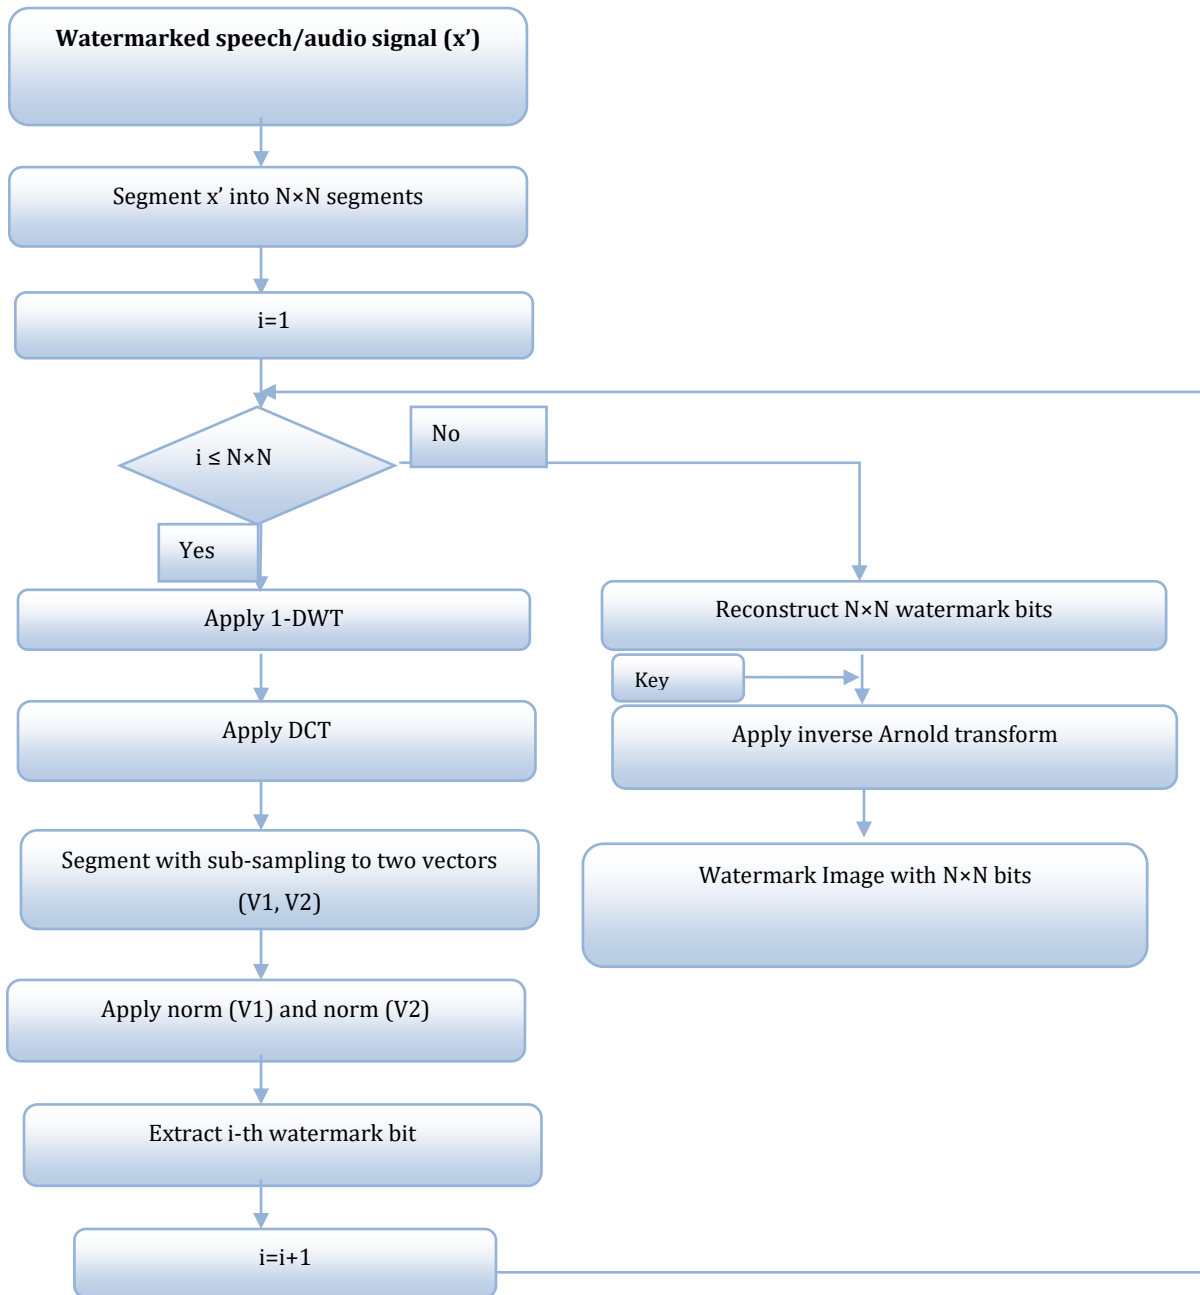 Watermarked speech/audio signal (x’)
Segment x’ into N×N segments
i=1
i ≤ N×N
No
Yes
Apply 1-DWT
Apply DCT
Segment with sub-sampling to two vectors
(V1, V2)
Apply norm (V1) and norm (V2)
Extract i-th watermark bit
i=i+1
Reconstruct N×N watermark bits
Key
Apply inverse Arnold transform
Watermark Image with N×N bits